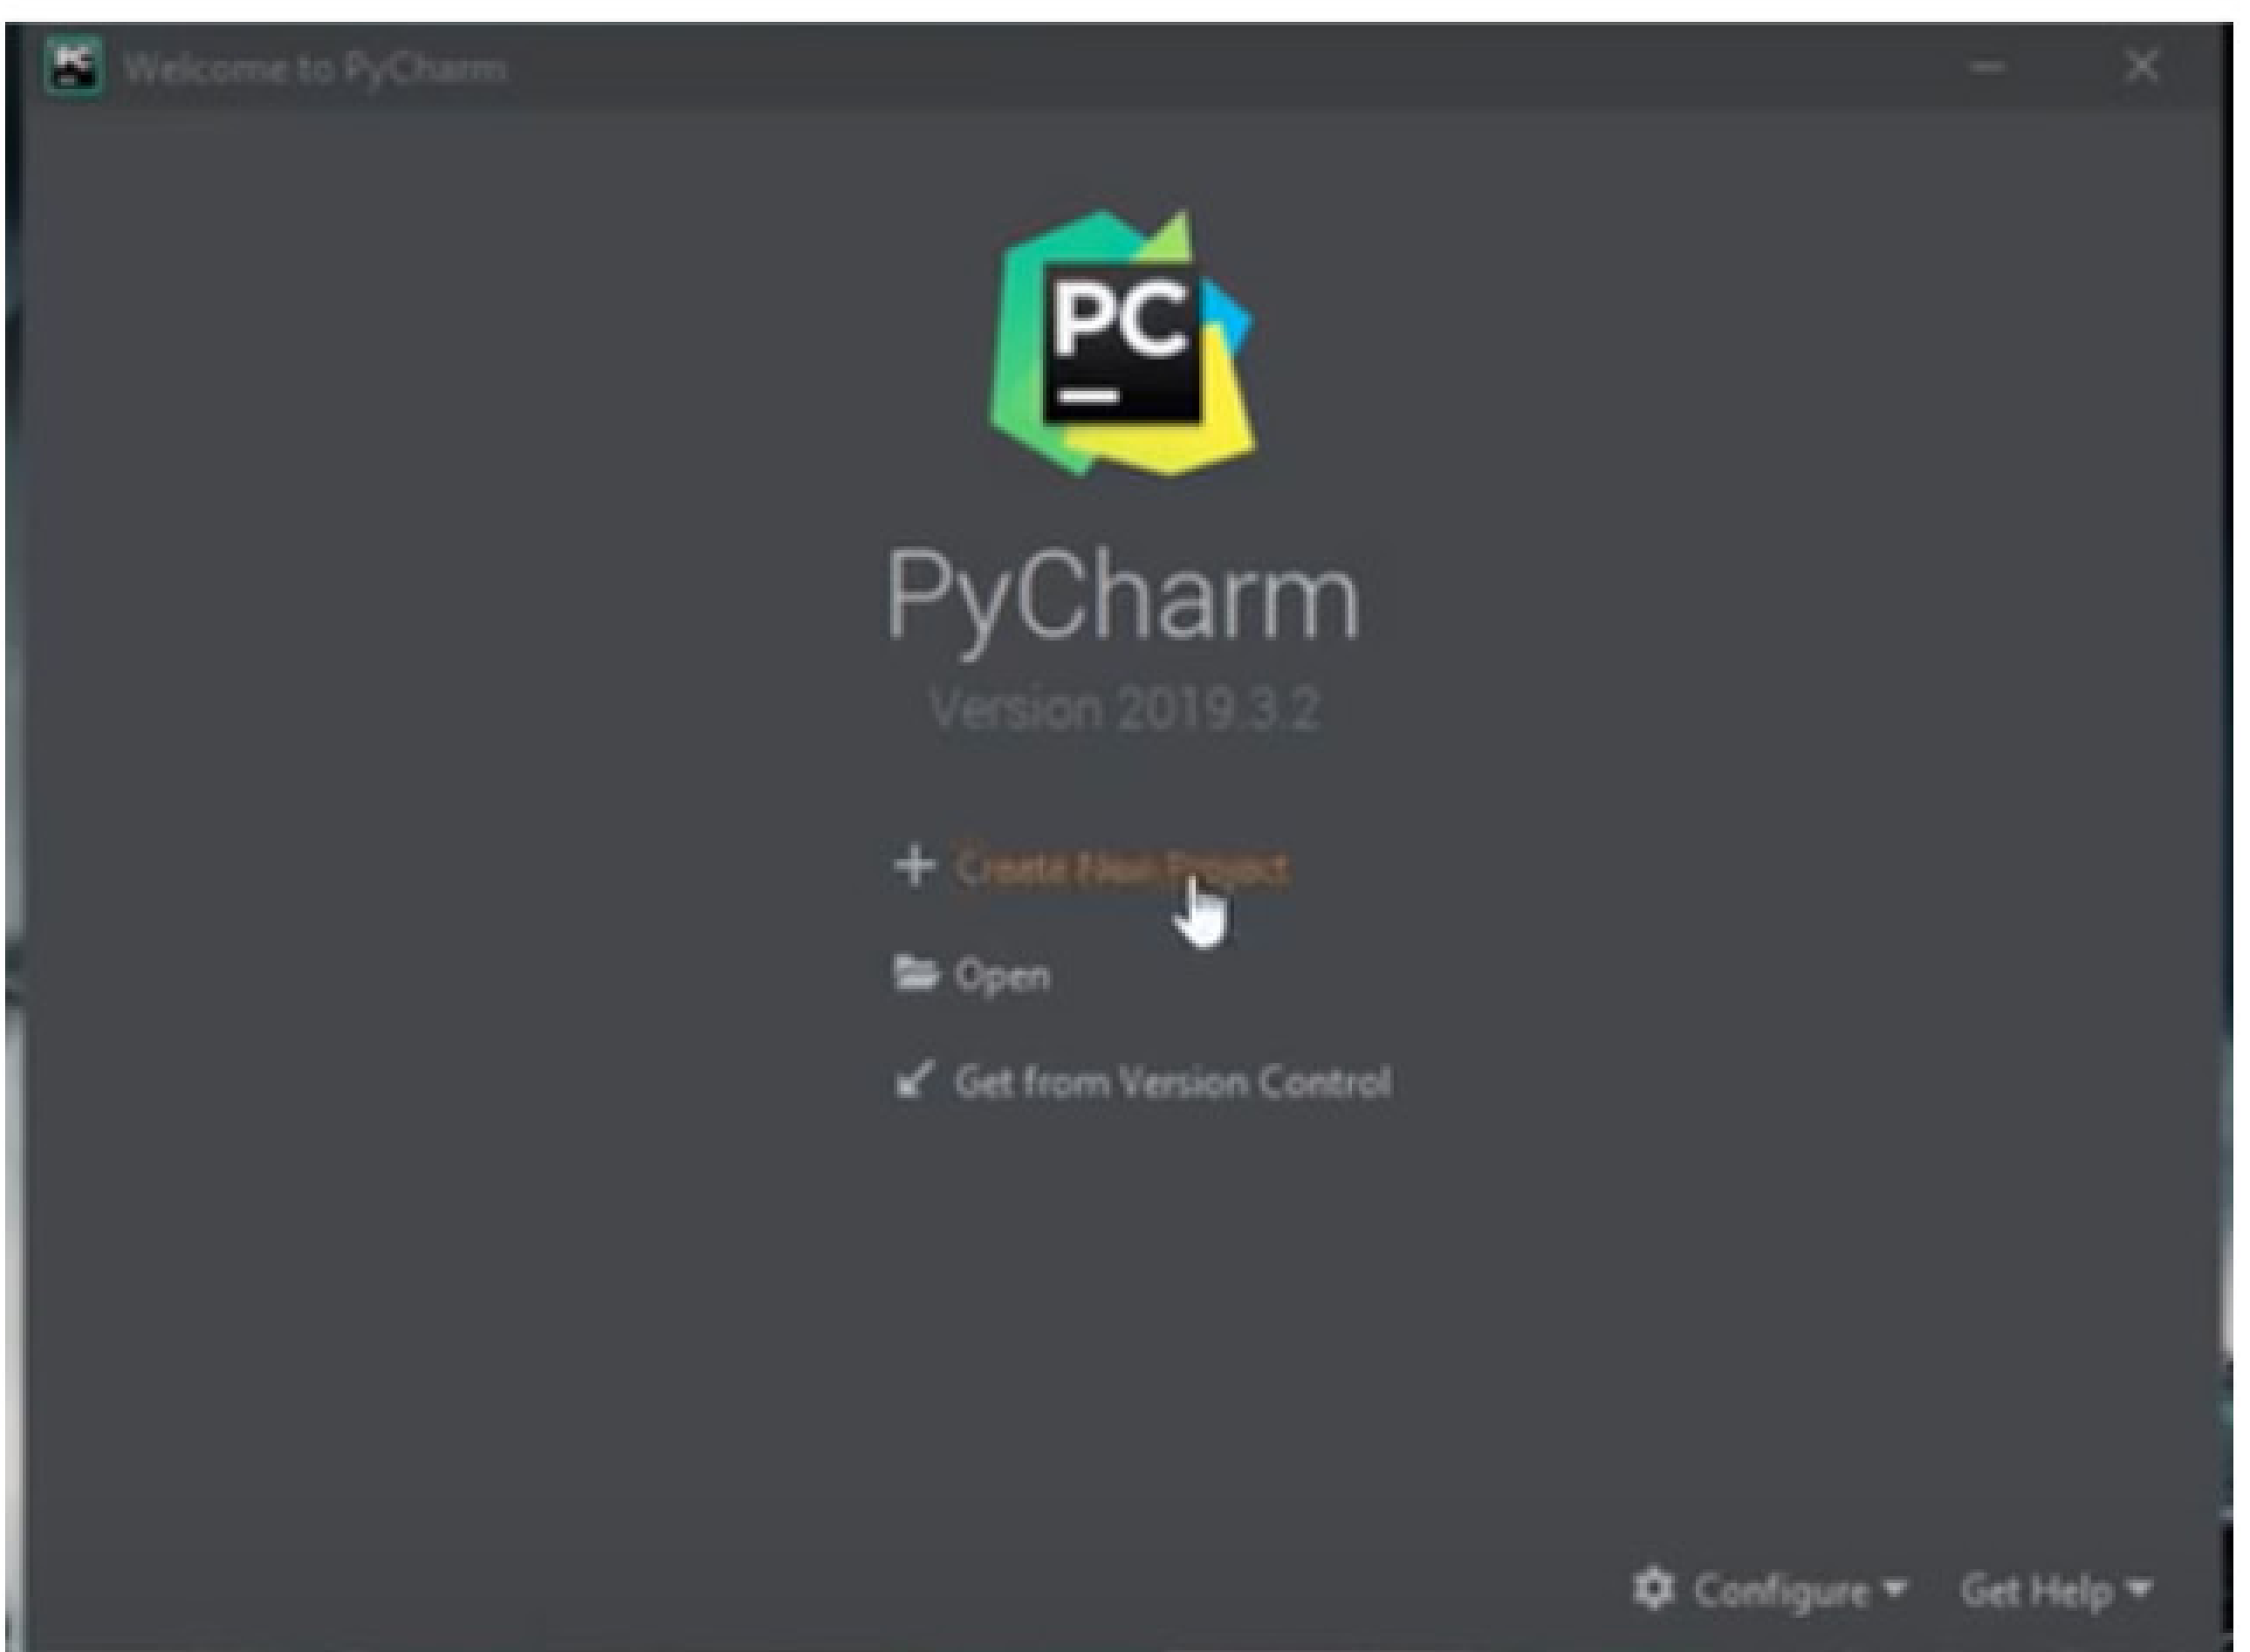 PC
Welcome to PyCharm
PC
PyCharm
Version 2019.3.2
Create New Project
Open
Get from Version Control
Configure
Get Help